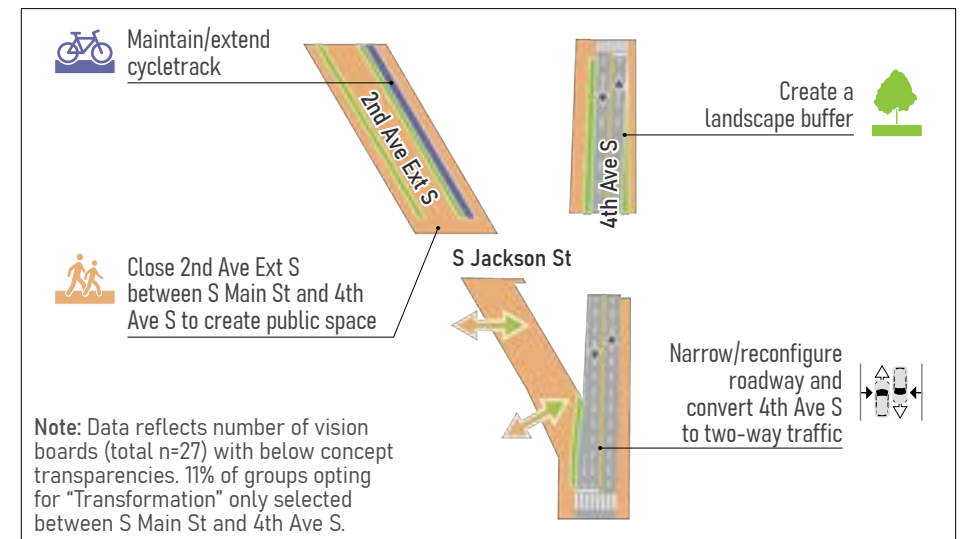 Maintain/extend
cycletrack
2nd Ave Ext S
4th Ave S
Create a
landscape buffer
S Jackson St
Close 2nd Ave Ext S
between S Main St and 4th
Ave S to create public space
Narrow/reconfigure
roadway and
convert 4th Ave S
to two-way traffic
Note: Data reflects number of vision
boards (total n=27) with below concept
transparencies. 11% of groups opting
for “Transformation” only selected
between S Main St and 4th Ave S.